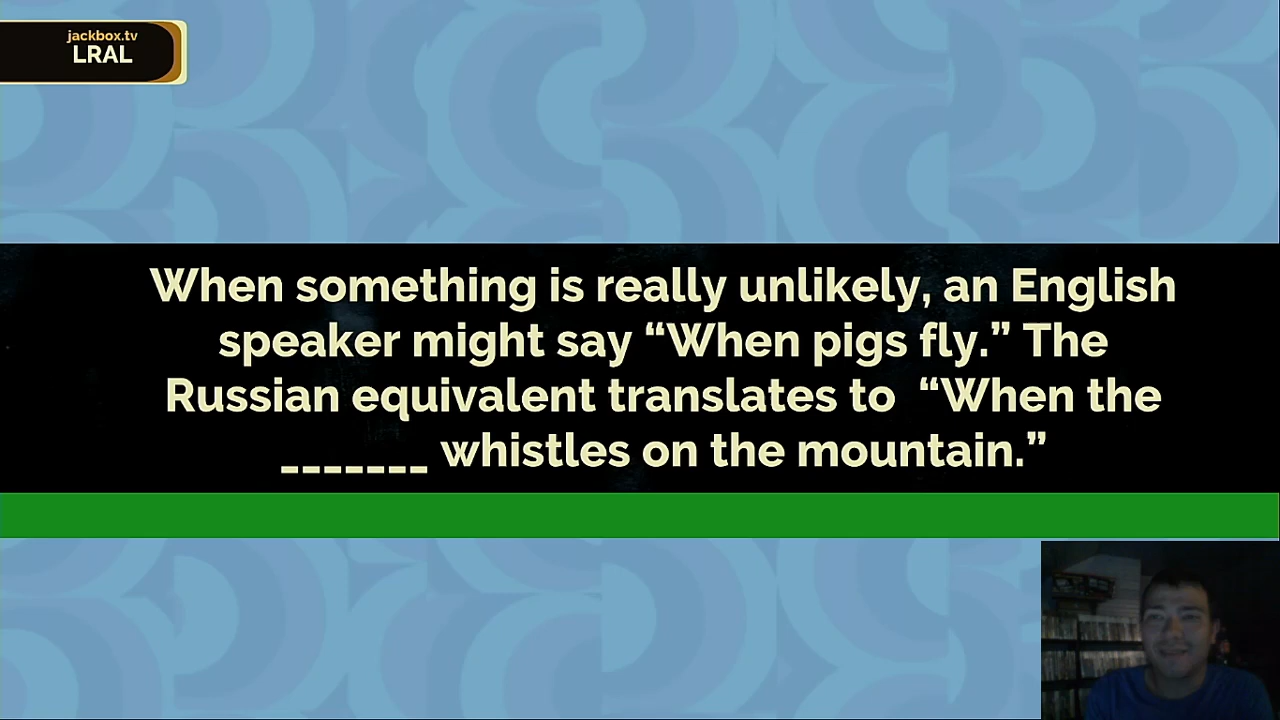 jackbox.tv
LRAL
When something is really unlikely, an English
speaker might say “When pigs fly.” The
Russian equivalent translates to “When the
_______ whistles on the mountain.”